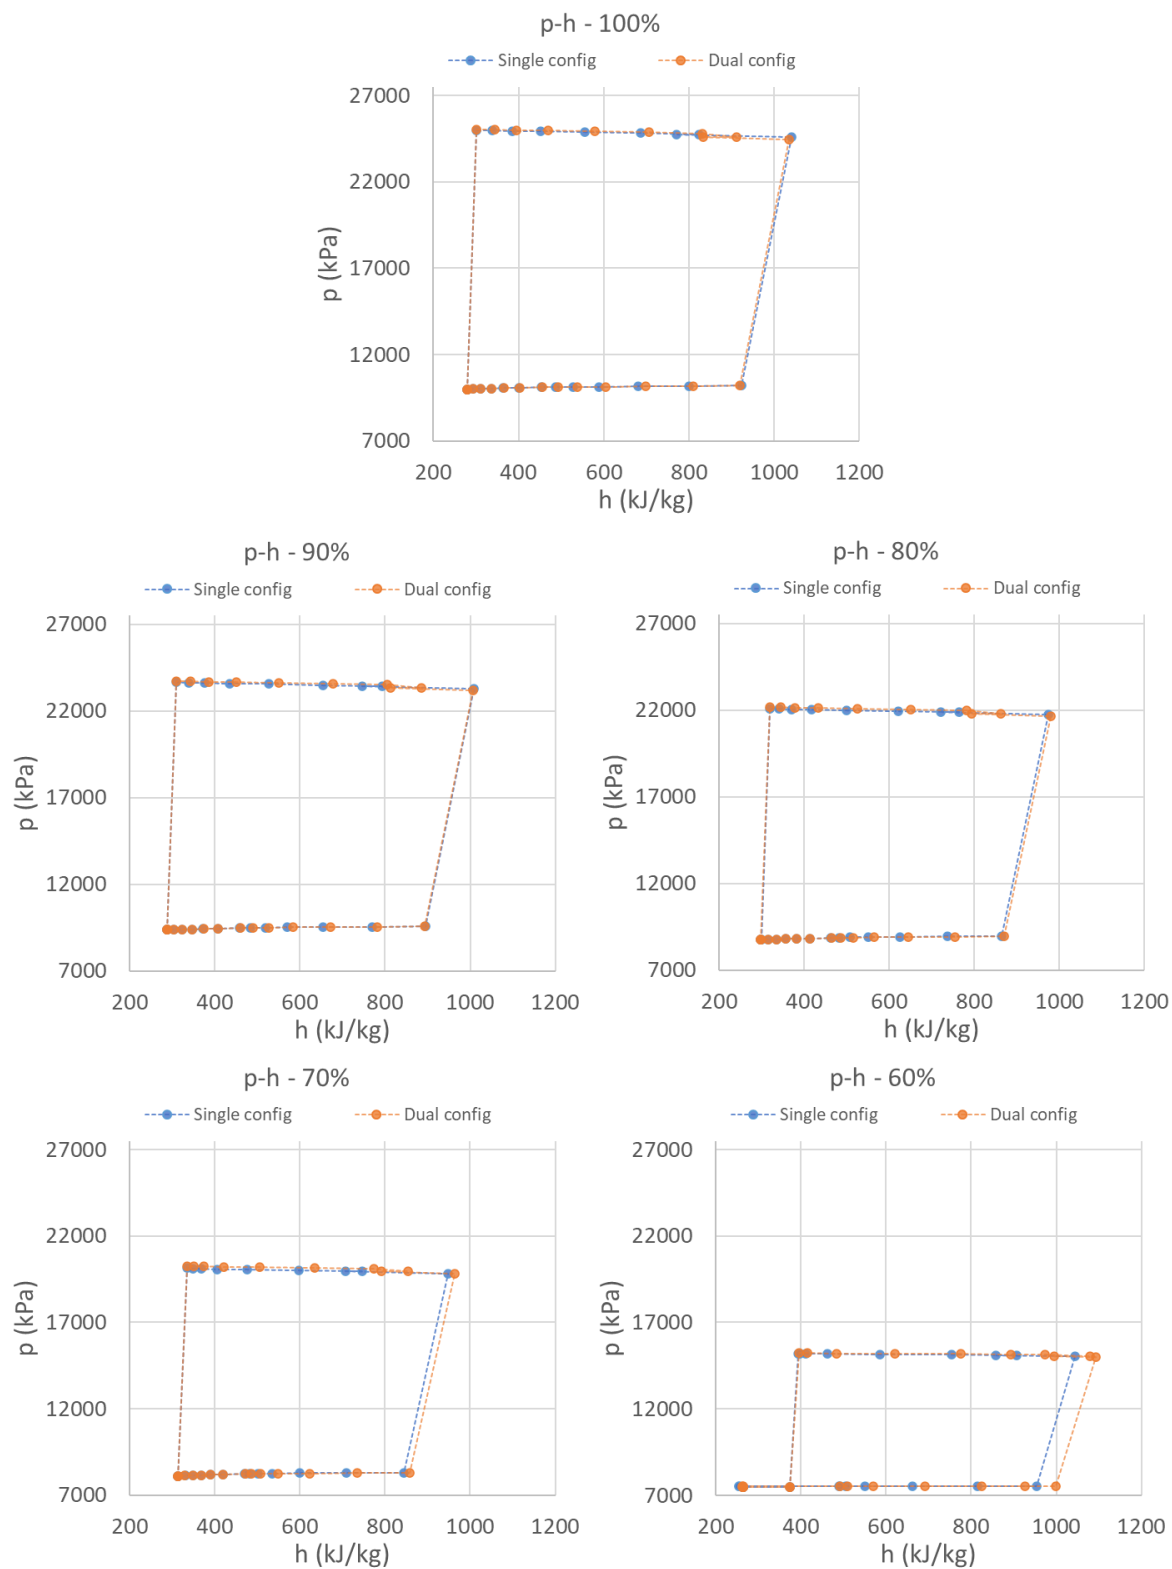 p-h - 100%
Single config Dual config
27000
22000
17000
12000
7000
p (kPa)
200 400 600 800 1000 1200
h (kJ/kg)
p-h - 90%
Single config Dual config
27000
22000
17000
12000
7000
p (kPa)
200 400 600 800 1000 1200
h (kJ/kg)
p-h - 80%
Single config Dual config
27000
22000
17000
12000
7000
p (kPa)
200 400 600 800 1000 1200
h (kJ/kg)
p-h - 70%
Single config Dual config
27000
22000
17000
12000
7000
p (kPa)
200 400 600 800 1000 1200
h (kJ/kg)
p-h - 60%
Single config Dual config
27000
22000
17000
12000
7000
p (kPa)
200 400 600 800 1000 1200
h (kJ/kg)